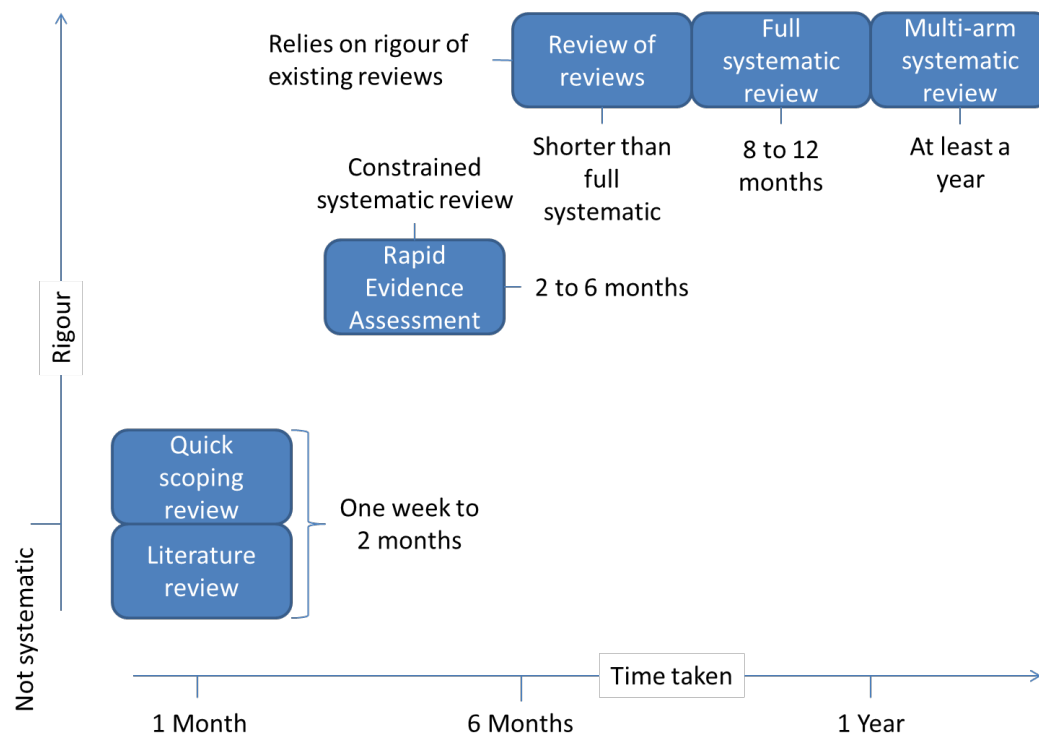 Relies on rigour of
existing reviews
Review of
reviews
Full
systematic
review
Multi-arm
systematic
review
Shorter than
full
systematic
8 to 12
months
At least a
year
Constrained
systematic review
Rapid
Evidence
Assessment
2 to 6 months
Rigour
Quick
scoping
review
Literature
review
One week to
2 months
Not systematic
Time taken
1 Month
6 Months
1 Year